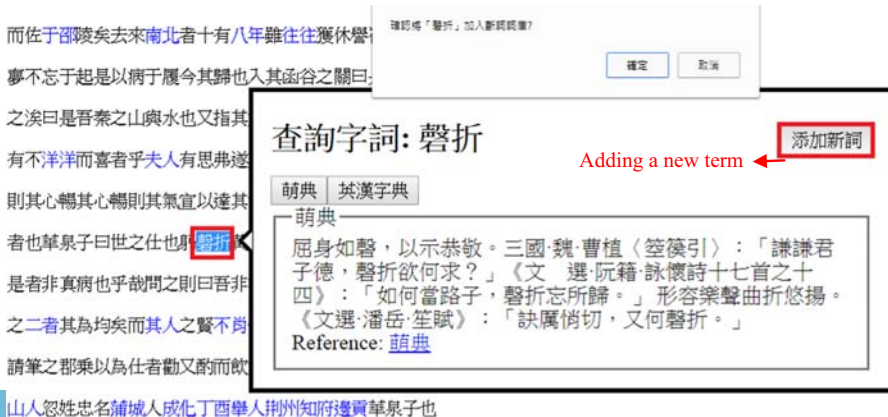 而佐于邵陵矣去來南北者十有八年雖往往獲休譽
夢不忘于起是以病于履今其歸也入其函谷之關曰
之涘曰是吾秦之山與水也又指其
有不洋洋而喜者乎夫人有思弗遂
則其心暢其心暢則其氣宣以達其
者也華泉子曰世之仕也躬磬折
是者非真病也乎哉問之則曰吾非
之二者其為均矣而其人之賢不肖
請筆之郡乘以為仕者勸又酌而飲
山人忽姓忠名蒲城人成化丁酉舉人荆州知府邊貢華泉子也
確認將「磬折」加入斷詞詞庫?
確定 取消
查詢字詞: 磬折
添加新詞
Adding a new term
萌典 英漢字典
萌典
屈身如磬，以示恭敬。三國·魏·曹植〈箜篌引〉：「謙謙君
子德，磬折欲何求？」《文 選·阮籍·詠懷詩十七首之十
四》：「如何當路子，磬折忘所歸。」形容樂聲曲折悠揚。
《文選·潘岳·笙賦》：「訣厲悄切，又何磬折。」
Reference: 萌典